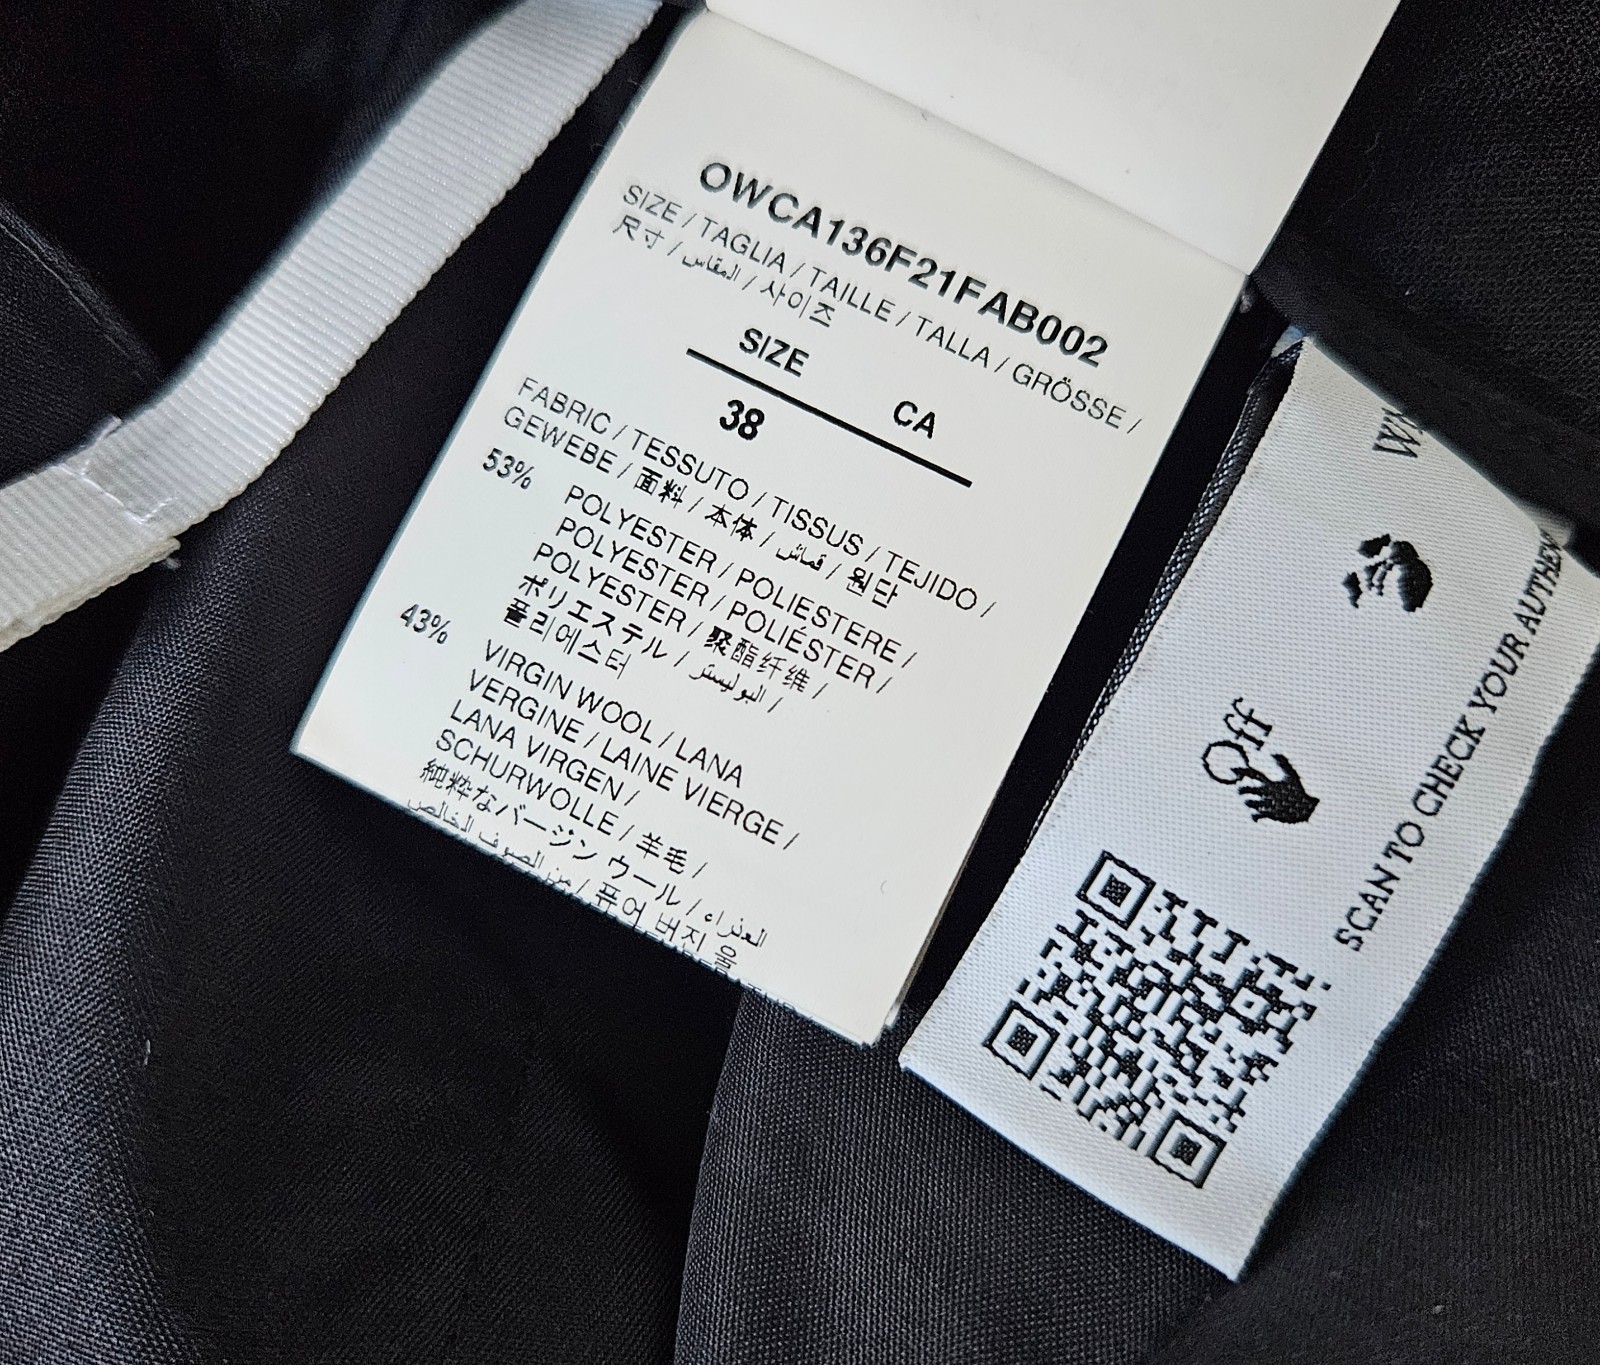 OWCA136F21FAB002
SIZE / TAGLIA / TAILLE / TALLA / GRÖSSE /
尺寸 / المقاس / 사이즈
SIZE CA
38
FABRIC / TESSUTO / TISSUS / TEJIDO /
GEWEBE / 面料 / 本体 / قماش / 원단
53% POLYESTER / POLIESTERE /
POLYESTER / POLIÉSTER /
POLYESTER / 聚酯纤维 /
ポリエステル / البوليستر /
폴리에스터
43% VIRGIN WOOL / LANA
VERGINE / LAINE VIERGE /
LANA VIRGEN /
SCHURWOLLE / 羊毛 /
純粋なバージン ウール / العذراء
من الصوف الخالص / 퓨어 버진 울
Off
SCAN TO CHECK YOUR